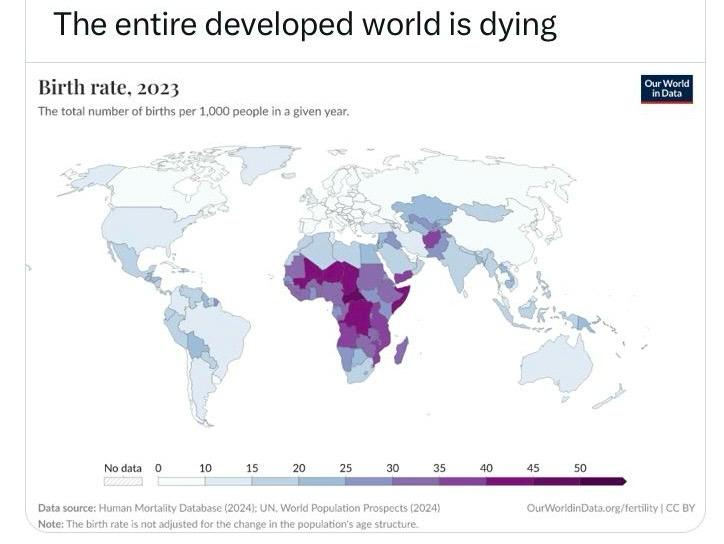 The entire developed world is dying
Birth rate, 2023
Our World
in Data
The total number of births per 1,000 people in a given year.
No data 0 10 15 20 25 30 35 40 45 50
Data source: Human Mortality Database (2024); UN, World Population Prospects (2024)
OurWorldinData.org/fertility | CC BY
Note: The birth rate is not adjusted for the change in the population's age structure.